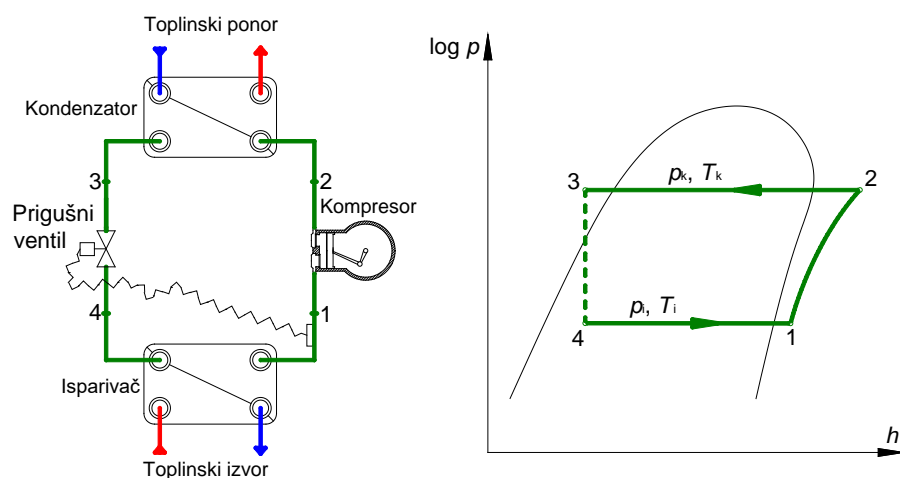 Toplinski ponor
Kondenzator
3
2
Prigušni
ventil
Kompresor
4
1
Isparivač
Toplinski izvor
log p
3
pk, Tk
2
pi, Ti
4
1
h